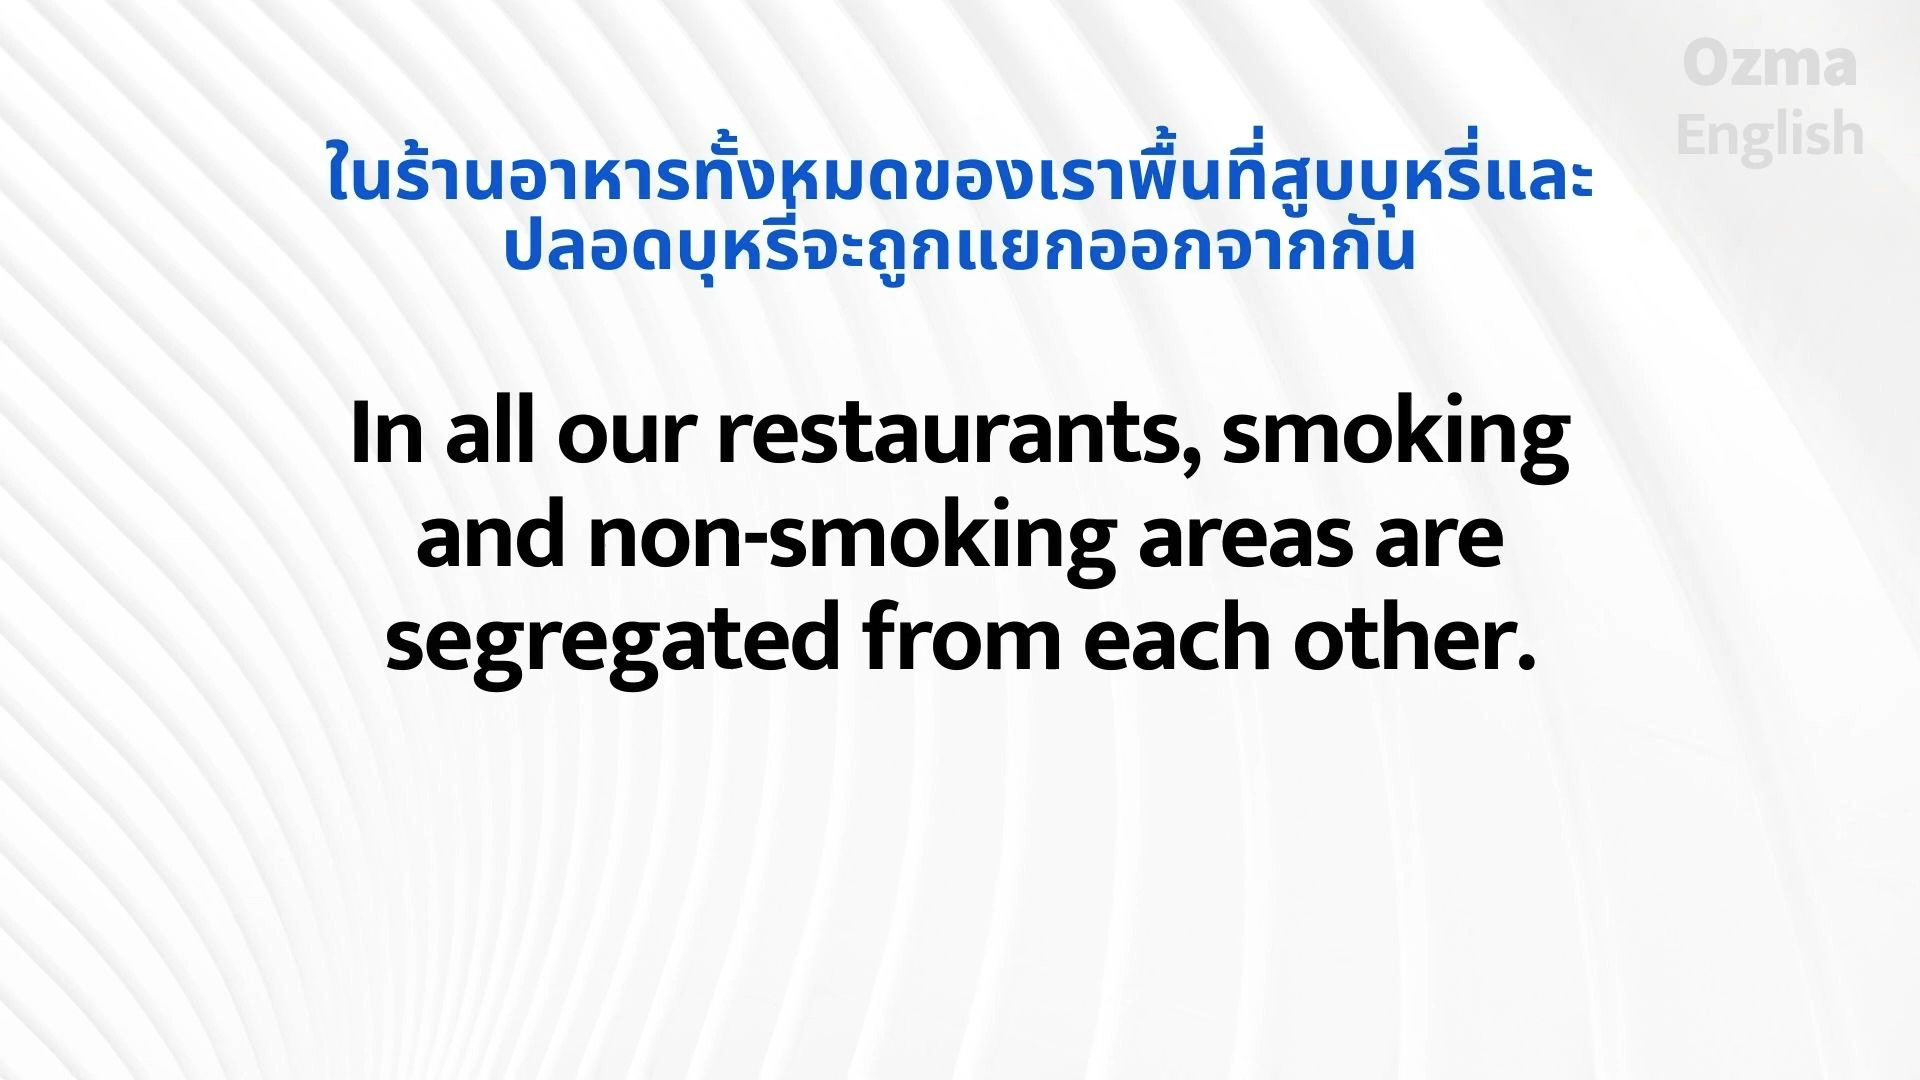 Ozma
English
ในร้านอาหารทั้งหมดของเราพื้นที่สูบบุหรี่และ
ปลอดบุหรี่จะถูกแยกออกจากกัน
In all our restaurants, smoking
and non-smoking areas are
segregated from each other.